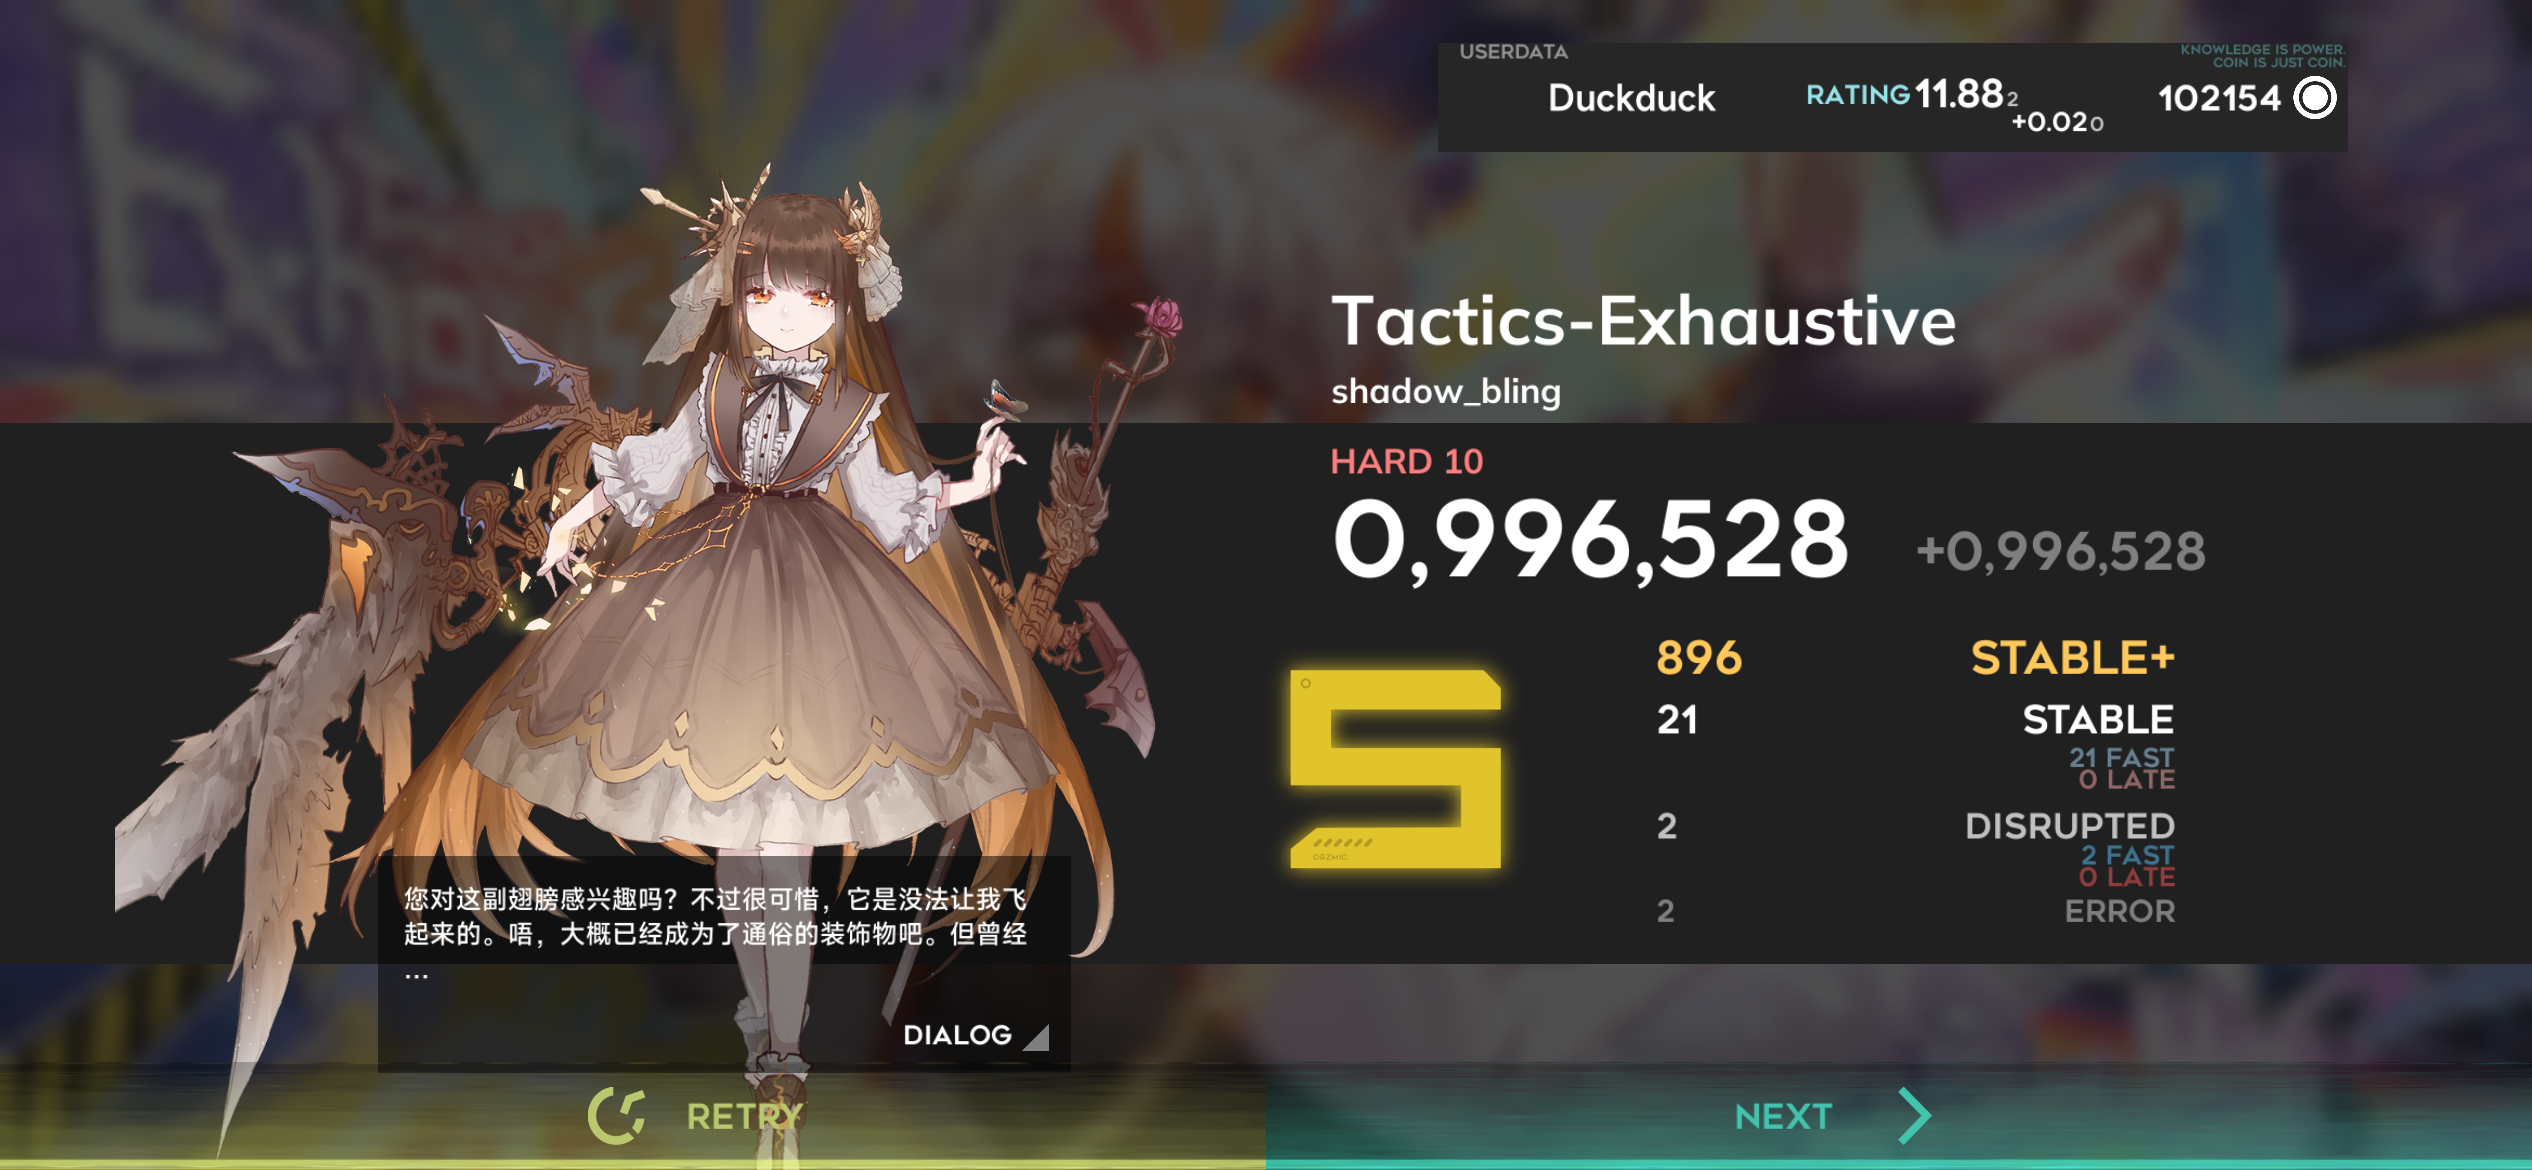 USERDATA
KNOWLEDGE IS POWER.
COIN IS JUST COIN.
Duckduck
RATING 11.882
+0.020
102154
Tactics-Exhaustive
shadow_bling
HARD 10
0,996,528
+0,996,528
896 STABLE+
21 STABLE
21 FAST
0 LATE
2 DISRUPTED
2 FAST
0 LATE
2 ERROR
S
ORZMIC
您对这副翅膀感兴趣吗？不过很可惜，它是没法让我飞
起来的。唔，大概已经成为了通俗的装饰物吧。但曾经
…
DIALOG
RETRY
NEXT